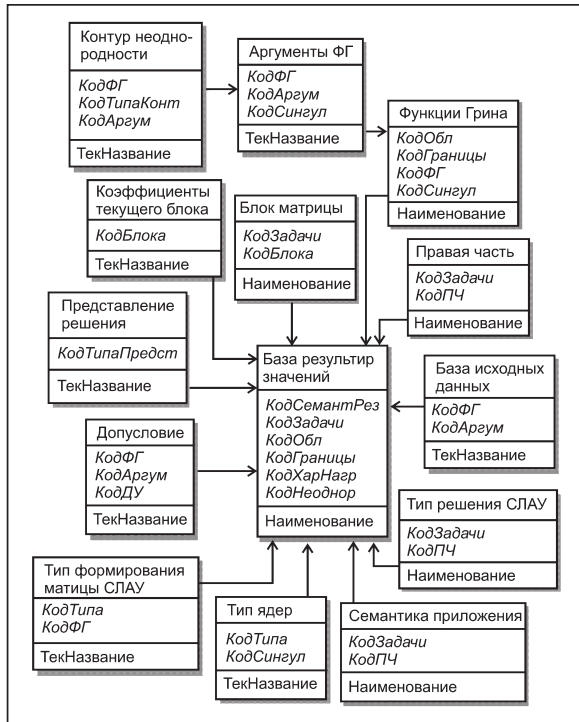 Контур неодно-
родности
КодФГ
КодТипаКонт
КодАргум
ТекНазвание
Аргументы ФГ
КодФГ
КодАргум
КодСингул
ТекНазвание
Функции Грина
КодОбл
КодГраницы
КодФГ
КодСингул
Наименование
Коэффициенты
текущего блока
КодБлока
ТекНазвание
Блок матрицы
КодЗадачи
КодБлока
Наименование
Правая часть
КодЗадачи
КодПЧ
Наименование
Представление
решения
КодТипаПредст
ТекНазвание
База результир
значений
КодСемантРез
КодЗадачи
КодОбл
КодГраницы
КодХарНагр
КодНеоднор
Наименование
База исходных
данных
КодФГ
КодАргум
ТекНазвание
Допусловие
КодФГ
КодАргум
КодДУ
ТекНазвание
Тип решения СЛАУ
КодЗадачи
КодПЧ
Наименование
Тип формирования
матицы СЛАУ
КодТипа
КодФГ
ТекНазвание
Тип ядер
КодТипа
КодСингул
ТекНазвание
Семантика приложения
КодЗадачи
КодПЧ
Наименование